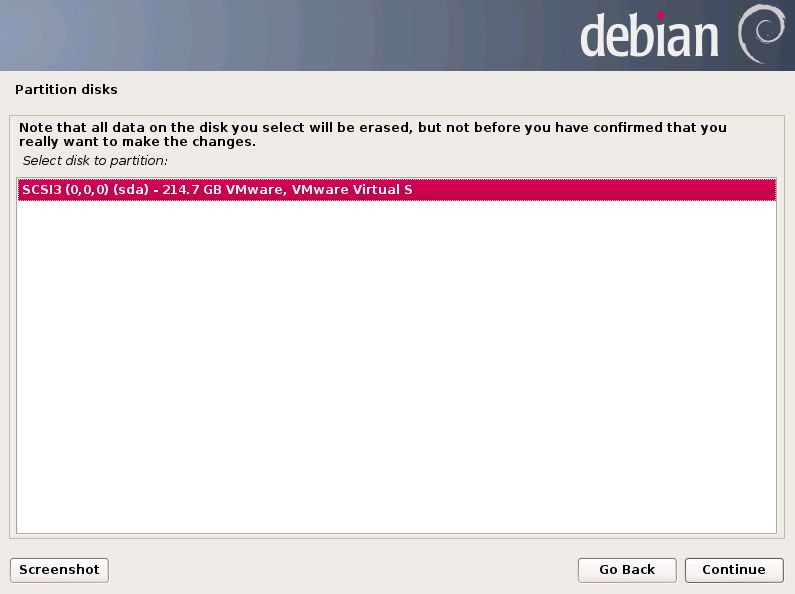 debian
Partition disks
Note that all data on the disk you select will be erased, but not before you have confirmed that you
really want to make the changes.
Select disk to partition:
SCSI3 (0,0,0) (sda) - 214.7 GB VMware, VMware Virtual S
Screenshot
Go Back
Continue